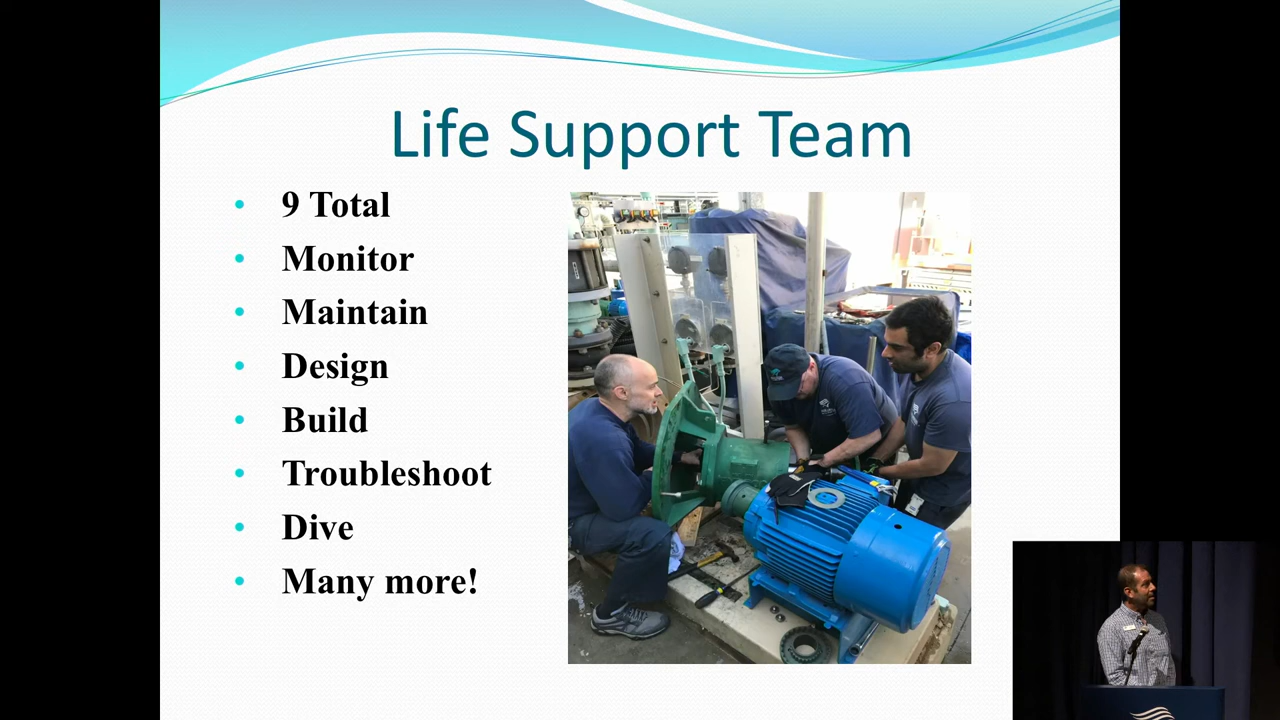 Life Support Team
• 9 Total
• Monitor
• Maintain
• Design
• Build
• Troubleshoot
• Dive
• Many more!